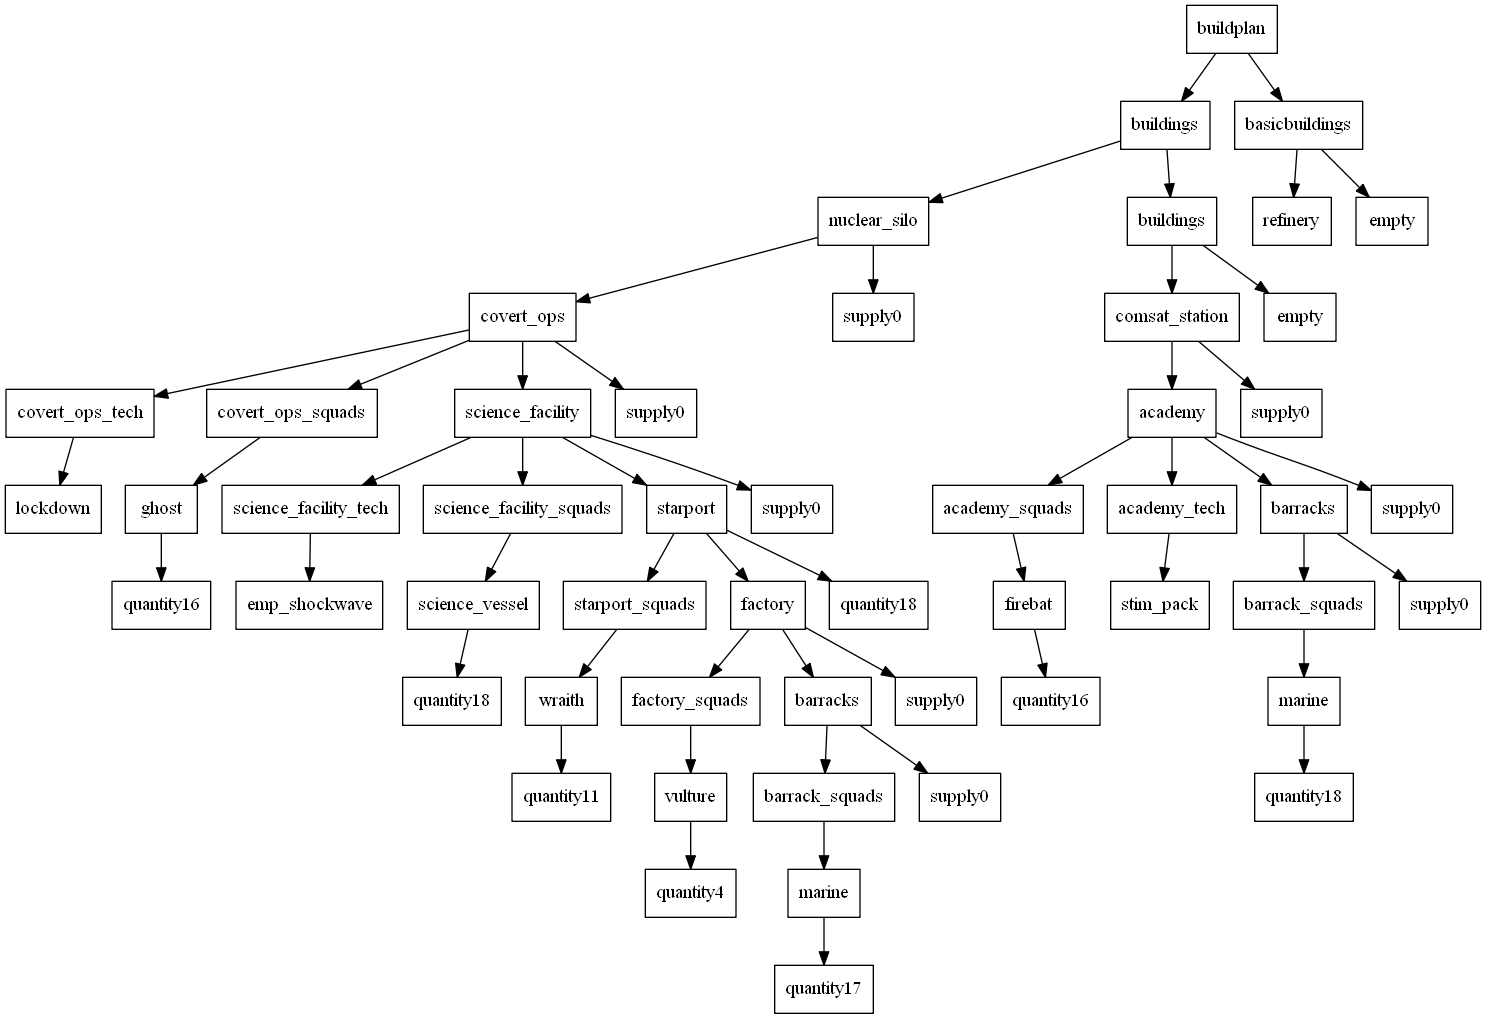 buildplan
buildings
basicbuildings
nuclear_silo
buildings
refinery
empty
covert_ops
supply0
comsat_station
empty
covert_ops_tech
covert_ops_squads
science_facility
supply0
academy
supply0
lockdown
ghost
science_facility_tech
science_facility_squads
starport
supply0
academy_squads
academy_tech
barracks
supply0
quantity16
emp_shockwave
science_vessel
starport_squads
factory
quantity18
firebat
stim_pack
barrack_squads
supply0
quantity18
wraith
factory_squads
barracks
supply0
quantity16
marine
quantity11
vulture
barrack_squads
supply0
quantity18
quantity4
marine
quantity17